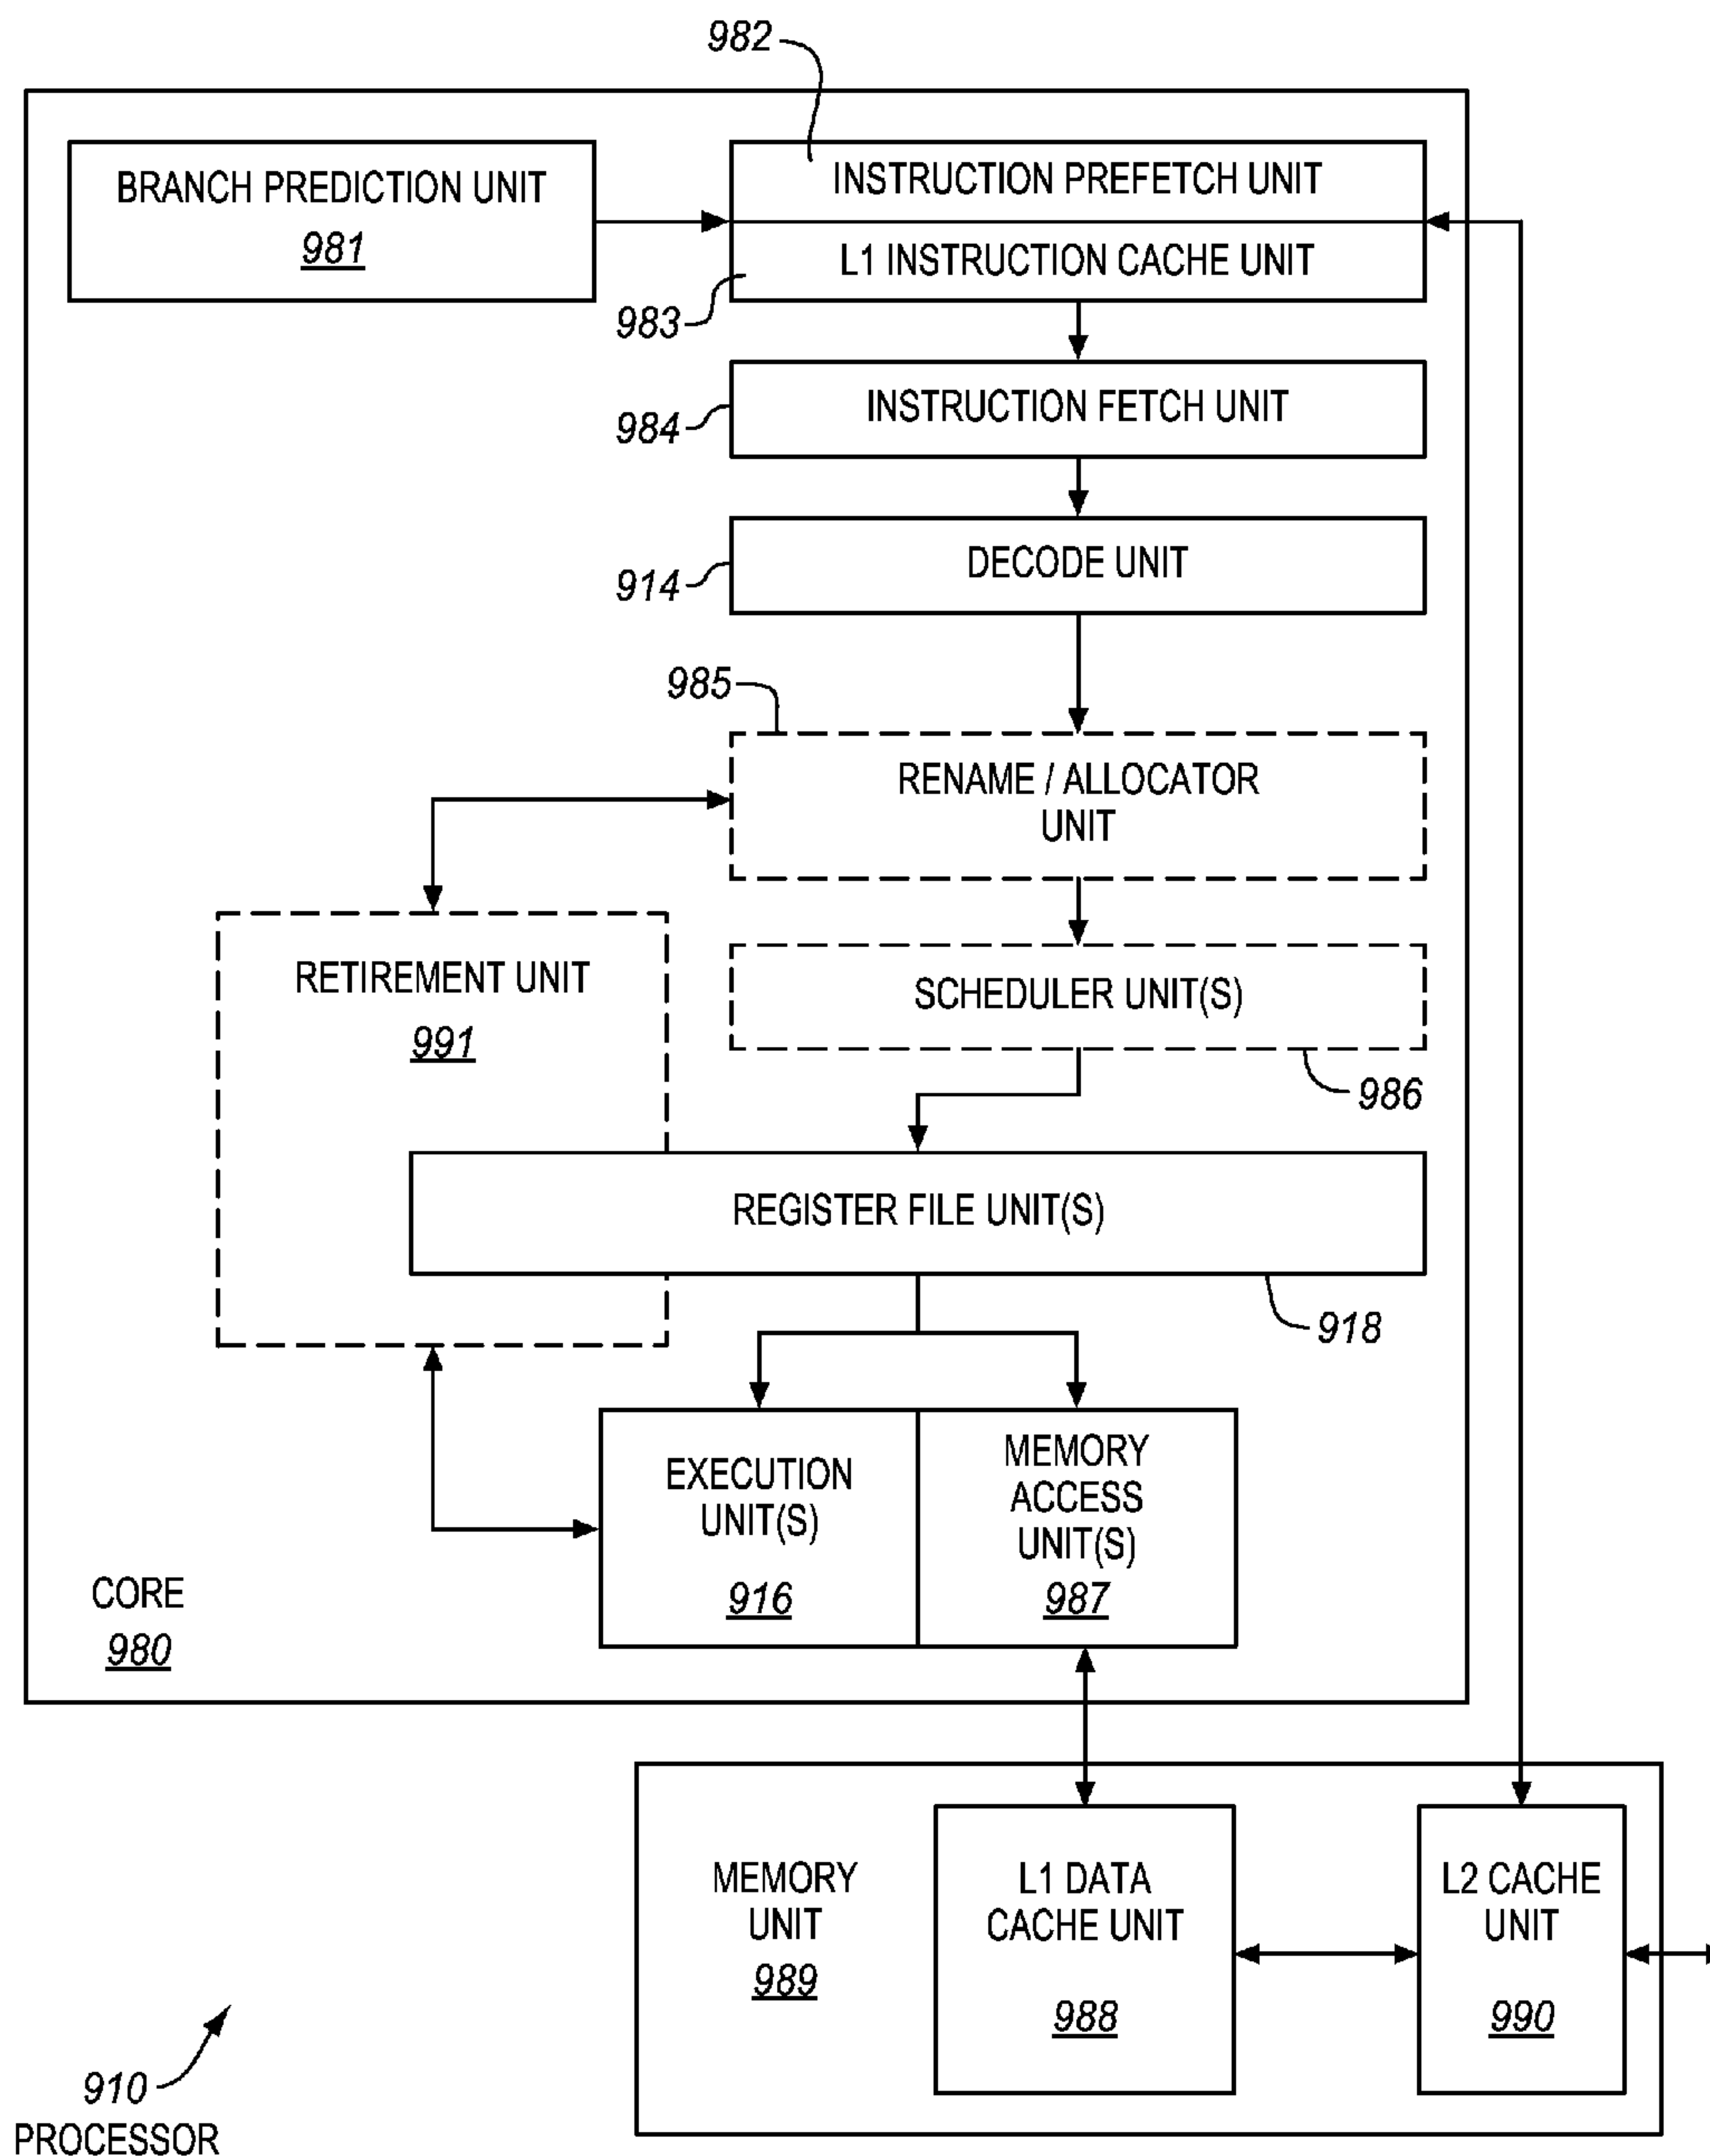 982
BRANCH PREDICTION UNIT
981
INSTRUCTION PREFETCH UNIT
L1 INSTRUCTION CACHE UNIT
983
INSTRUCTION FETCH UNIT
984
DECODE UNIT
914
985
RENAME / ALLOCATOR
UNIT
RETIREMENT UNIT
991
SCHEDULER UNIT(S)
986
REGISTER FILE UNIT(S)
918
EXECUTION
UNIT(S)
916
MEMORY
ACCESS
UNIT(S)
987
CORE
980
MEMORY
UNIT
989
L1 DATA
CACHE UNIT
988
L2 CACHE
UNIT
990
910
PROCESSOR